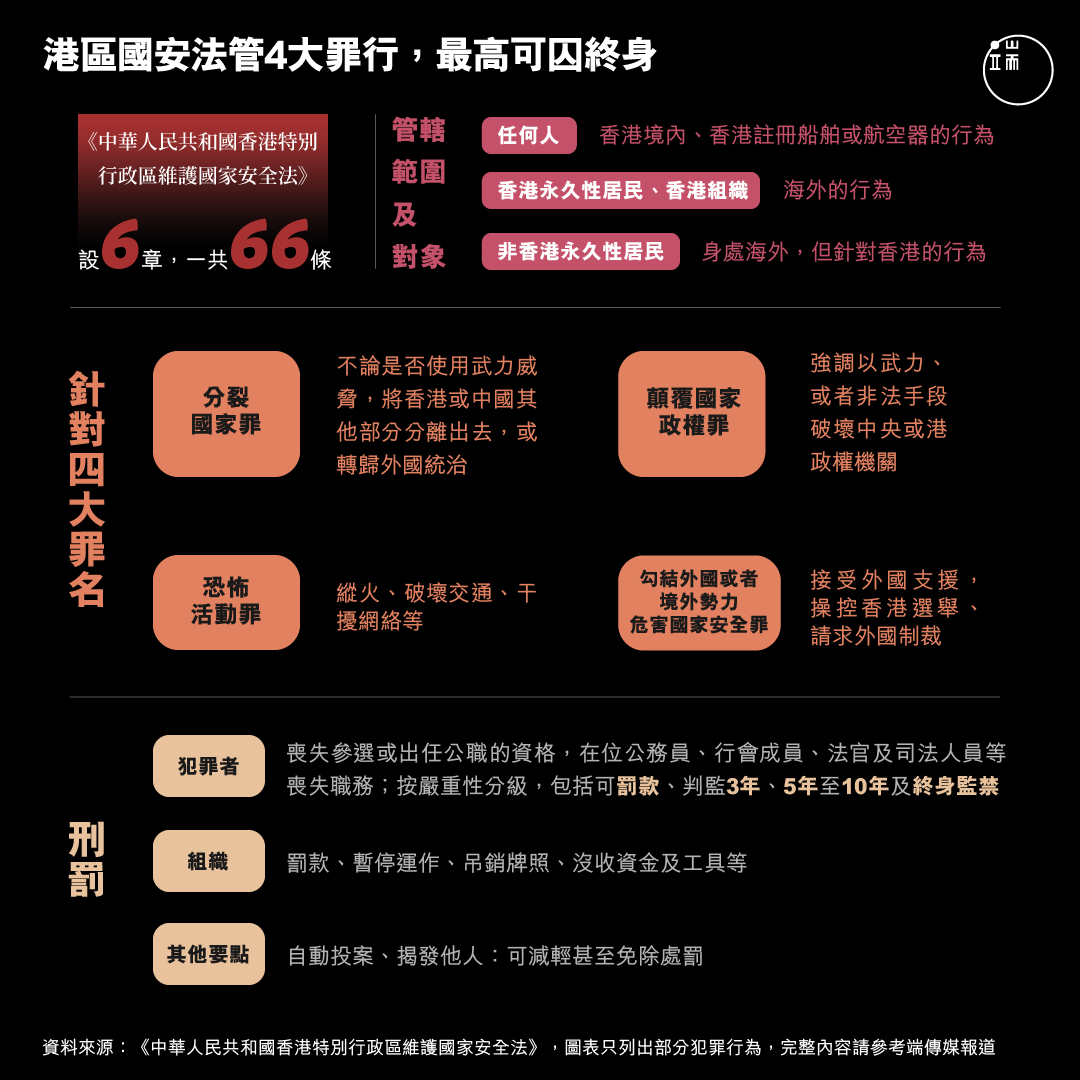 港區國安法管4大罪行，最高可囚終身
端
《中華人民共和國香港特別
行政區維護國家安全法》
設6章，一共66條
管轄
範圍
及
對象
任何人 香港境內、香港註冊船舶或航空器的行為
香港永久性居民、香港組織 海外的行為
非香港永久性居民 身處海外，但針對香港的行為
針對四大罪名
分裂
國家罪
不論是否使用武力威
脅，將香港或中國其
他部分分離出去，或
轉歸外國統治
顛覆國家
政權罪
強調以武力、
或者非法手段
破壞中央或港
政權機關
恐怖
活動罪
縱火、破壞交通、干
擾網絡等
勾結外國或者
境外勢力
危害國家安全罪
接受外國支援，
操控香港選舉、
請求外國制裁
刑罰
犯罪者
喪失參選或出任公職的資格，在位公務員、行會成員、法官及司法人員等
喪失職務；按嚴重性分級，包括可罰款、判監3年、5年至10年及終身監禁
組織
罰款、暫停運作、吊銷牌照、沒收資金及工具等
其他要點
自動投案、揭發他人：可減輕甚至免除處罰
資料來源：《中華人民共和國香港特別行政區維護國家安全法》，圖表只列出部分犯罪行為，完整內容請參考端傳媒報道